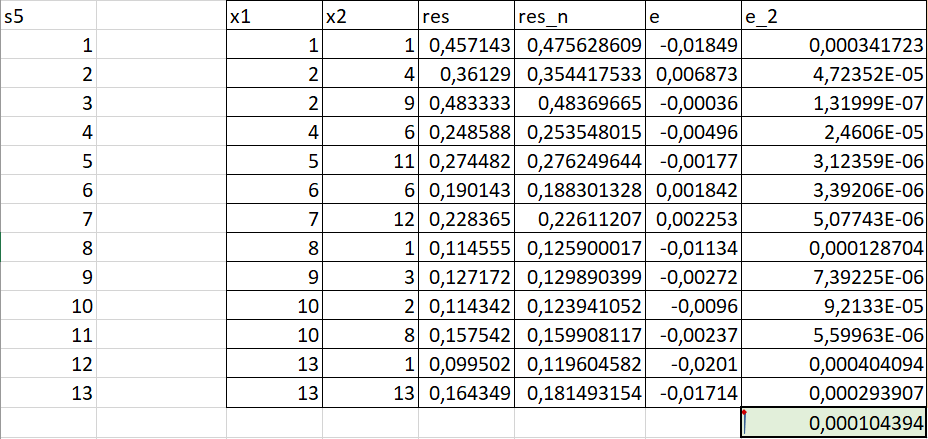 s5 x1 x2 res res_n e e_2
1 1 1 0,457143 0,475628609 -0,01849 0,000341723
2 2 4 0,36129 0,354417533 0,006873 4,72352E-05
3 2 9 0,483333 0,48369665 -0,00036 1,31999E-07
4 4 6 0,248588 0,253548015 -0,00496 2,4606E-05
5 5 11 0,274482 0,276249644 -0,00177 3,12359E-06
6 6 6 0,190143 0,188301328 0,001842 3,39206E-06
7 7 12 0,228365 0,22611207 0,002253 5,07743E-06
8 8 1 0,114555 0,125900017 -0,01134 0,000128704
9 9 3 0,127172 0,129890399 -0,00272 7,39225E-06
10 10 2 0,114342 0,123941052 -0,0096 9,2133E-05
11 10 8 0,157542 0,159908117 -0,00237 5,59963E-06
12 13 1 0,099502 0,119604582 -0,0201 0,000404094
13 13 13 0,164349 0,181493154 -0,01714 0,000293907
0,000104394